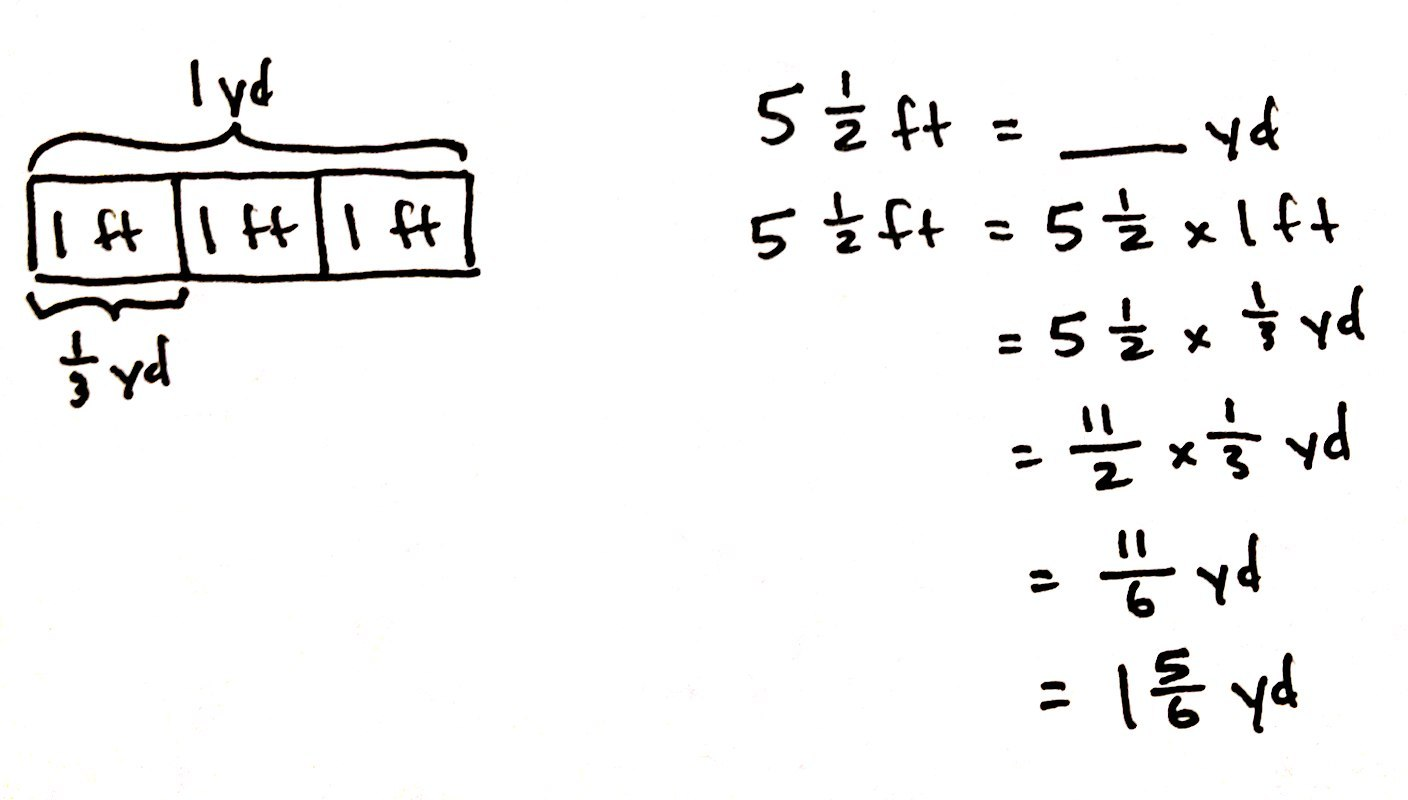 1 yd
1 ft 1 ft 1 ft
1/3 yd
5 1/2 ft = ___ yd
5 1/2 ft = 5 1/2 x 1 ft
= 5 1/2 x 1/3 yd
= 11/2 x 1/3 yd
= 11/6 yd
= 1 5/6 yd